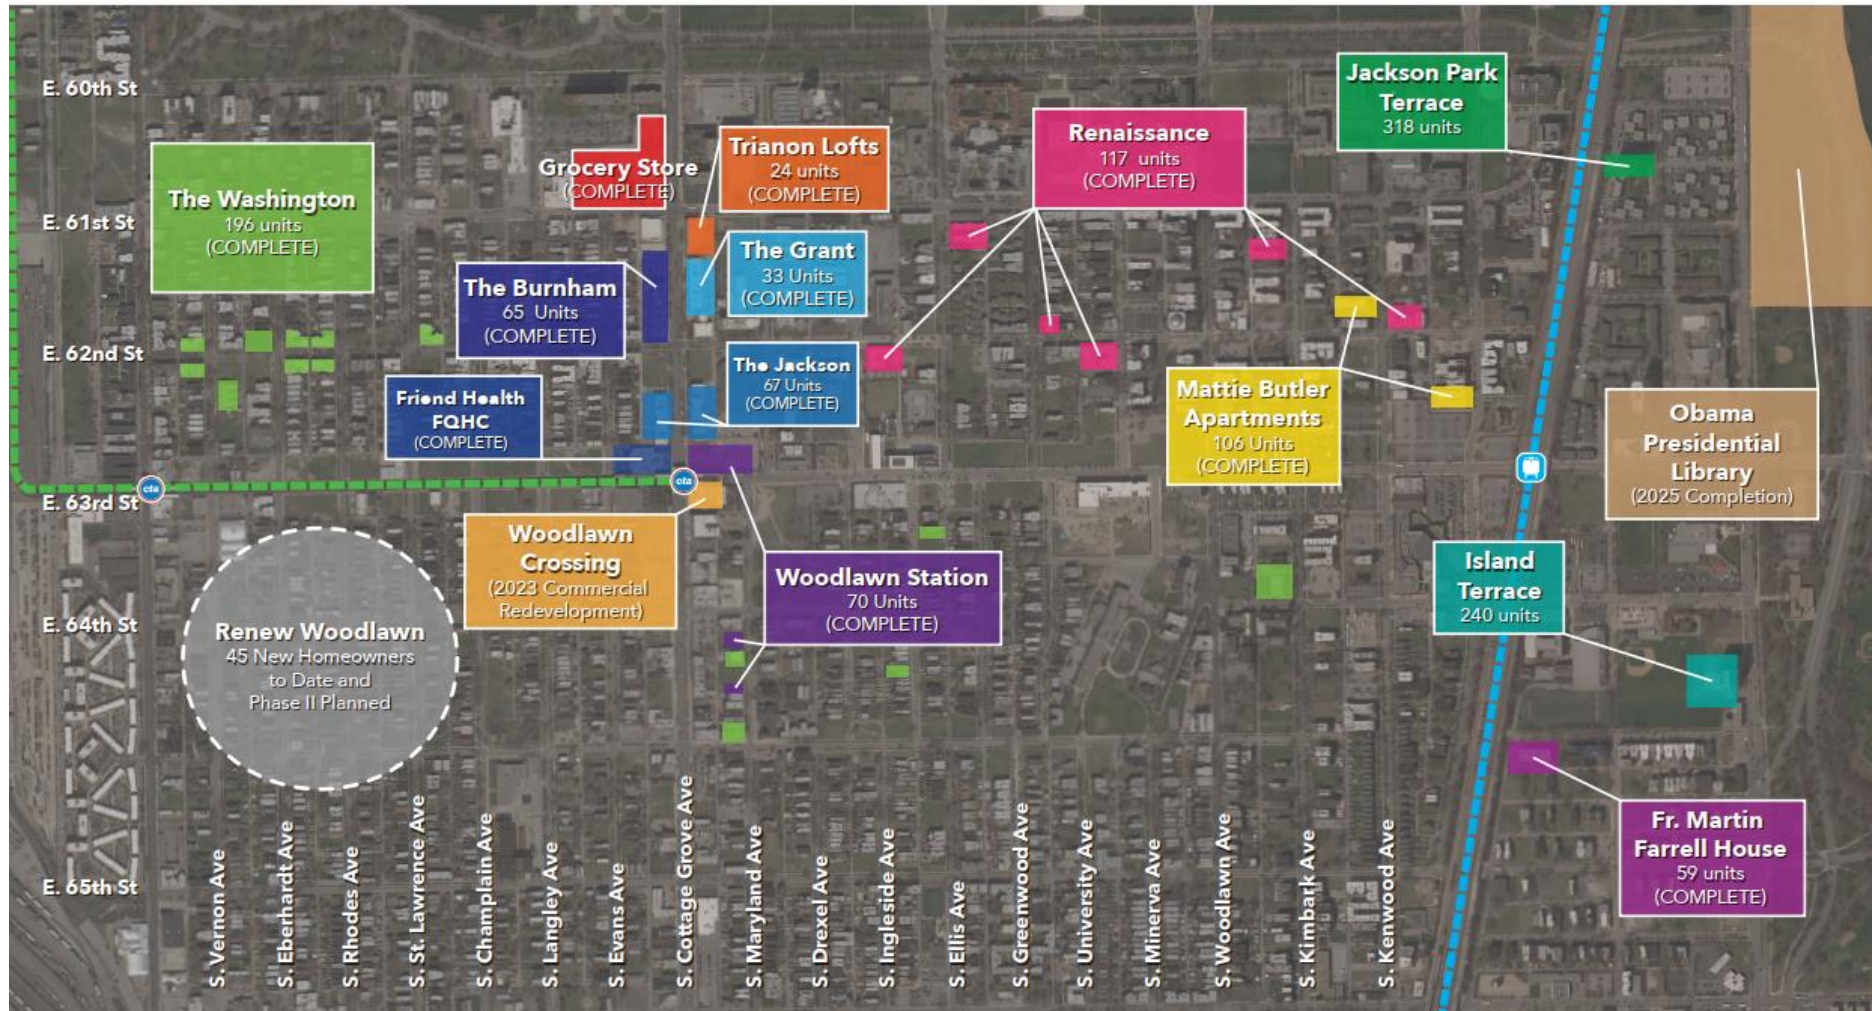 E. 60th St
E. 61st St
E. 62nd St
E. 63rd St
E. 64th St
E. 65th St
The Washington
196 units
(COMPLETE)
Grocery Store
(COMPLETE)
Trianon Lofts
24 units
(COMPLETE)
The Burnham
65 Units
(COMPLETE)
The Grant
33 Units
(COMPLETE)
Friend Health
FQHC
(COMPLETE)
The Jackson
67 Units
(COMPLETE)
Renaissance
117 units
(COMPLETE)
Jackson Park
Terrace
318 units
Mattie Butler
Apartments
106 Units
(COMPLETE)
Obama
Presidential
Library
(2025 Completion)
cta
cta
Woodlawn
Crossing
(2023 Commercial
Redevelopment)
Woodlawn Station
70 Units
(COMPLETE)
Island
Terrace
240 units
Renew Woodlawn
45 New Homeowners
to Date and
Phase II Planned
Fr. Martin
Farrell House
59 units
(COMPLETE)
S. Vernon Ave
S. Eberhardt Ave
S. Rhodes Ave
S. St. Lawrence Ave
S. Champlain Ave
S. Langley Ave
S. Evans Ave
S. Cottage Grove Ave
S. Maryland Ave
S. Drexel Ave
S. Ingleside Ave
S. Ellis Ave
S. Greenwood Ave
S. University Ave
S. Minerva Ave
S. Woodlawn Ave
S. Kimbark Ave
S. Kenwood Ave